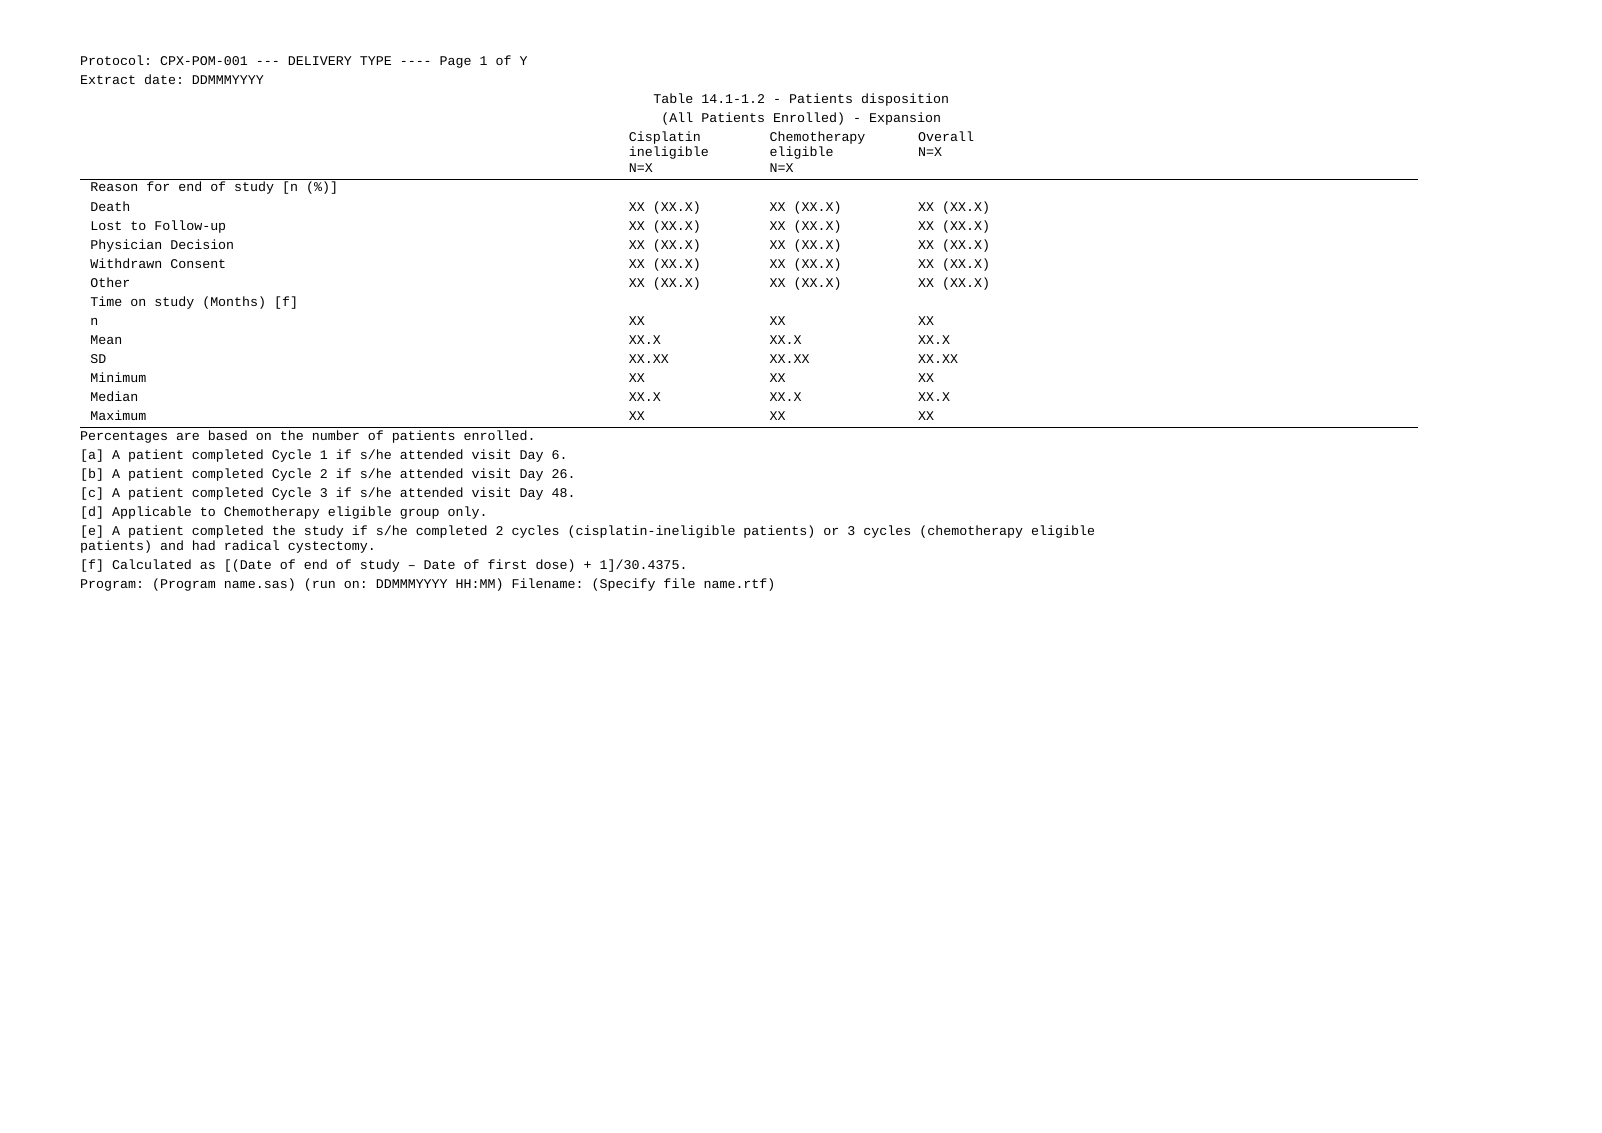 Protocol: CPX-POM-001 --- DELIVERY TYPE ---- Page 1 of Y
Extract date: DDMMMYYYY
Table 14.1-1.2 - Patients disposition
(All Patients Enrolled) - Expansion
Cisplatin Chemotherapy Overall
ineligible eligible N=X
N=X N=X
Reason for end of study [n (%)]
Death XX (XX.X) XX (XX.X) XX (XX.X)
Lost to Follow-up XX (XX.X) XX (XX.X) XX (XX.X)
Physician Decision XX (XX.X) XX (XX.X) XX (XX.X)
Withdrawn Consent XX (XX.X) XX (XX.X) XX (XX.X)
Other XX (XX.X) XX (XX.X) XX (XX.X)
Time on study (Months) [f]
n XX XX XX
Mean XX.X XX.X XX.X
SD XX.XX XX.XX XX.XX
Minimum XX XX XX
Median XX.X XX.X XX.X
Maximum XX XX XX
Percentages are based on the number of patients enrolled.
[a] A patient completed Cycle 1 if s/he attended visit Day 6.
[b] A patient completed Cycle 2 if s/he attended visit Day 26.
[c] A patient completed Cycle 3 if s/he attended visit Day 48.
[d] Applicable to Chemotherapy eligible group only.
[e] A patient completed the study if s/he completed 2 cycles (cisplatin-ineligible patients) or 3 cycles (chemotherapy eligible
patients) and had radical cystectomy.
[f] Calculated as [(Date of end of study – Date of first dose) + 1]/30.4375.
Program: (Program name.sas) (run on: DDMMMYYYY HH:MM) Filename: (Specify file name.rtf)